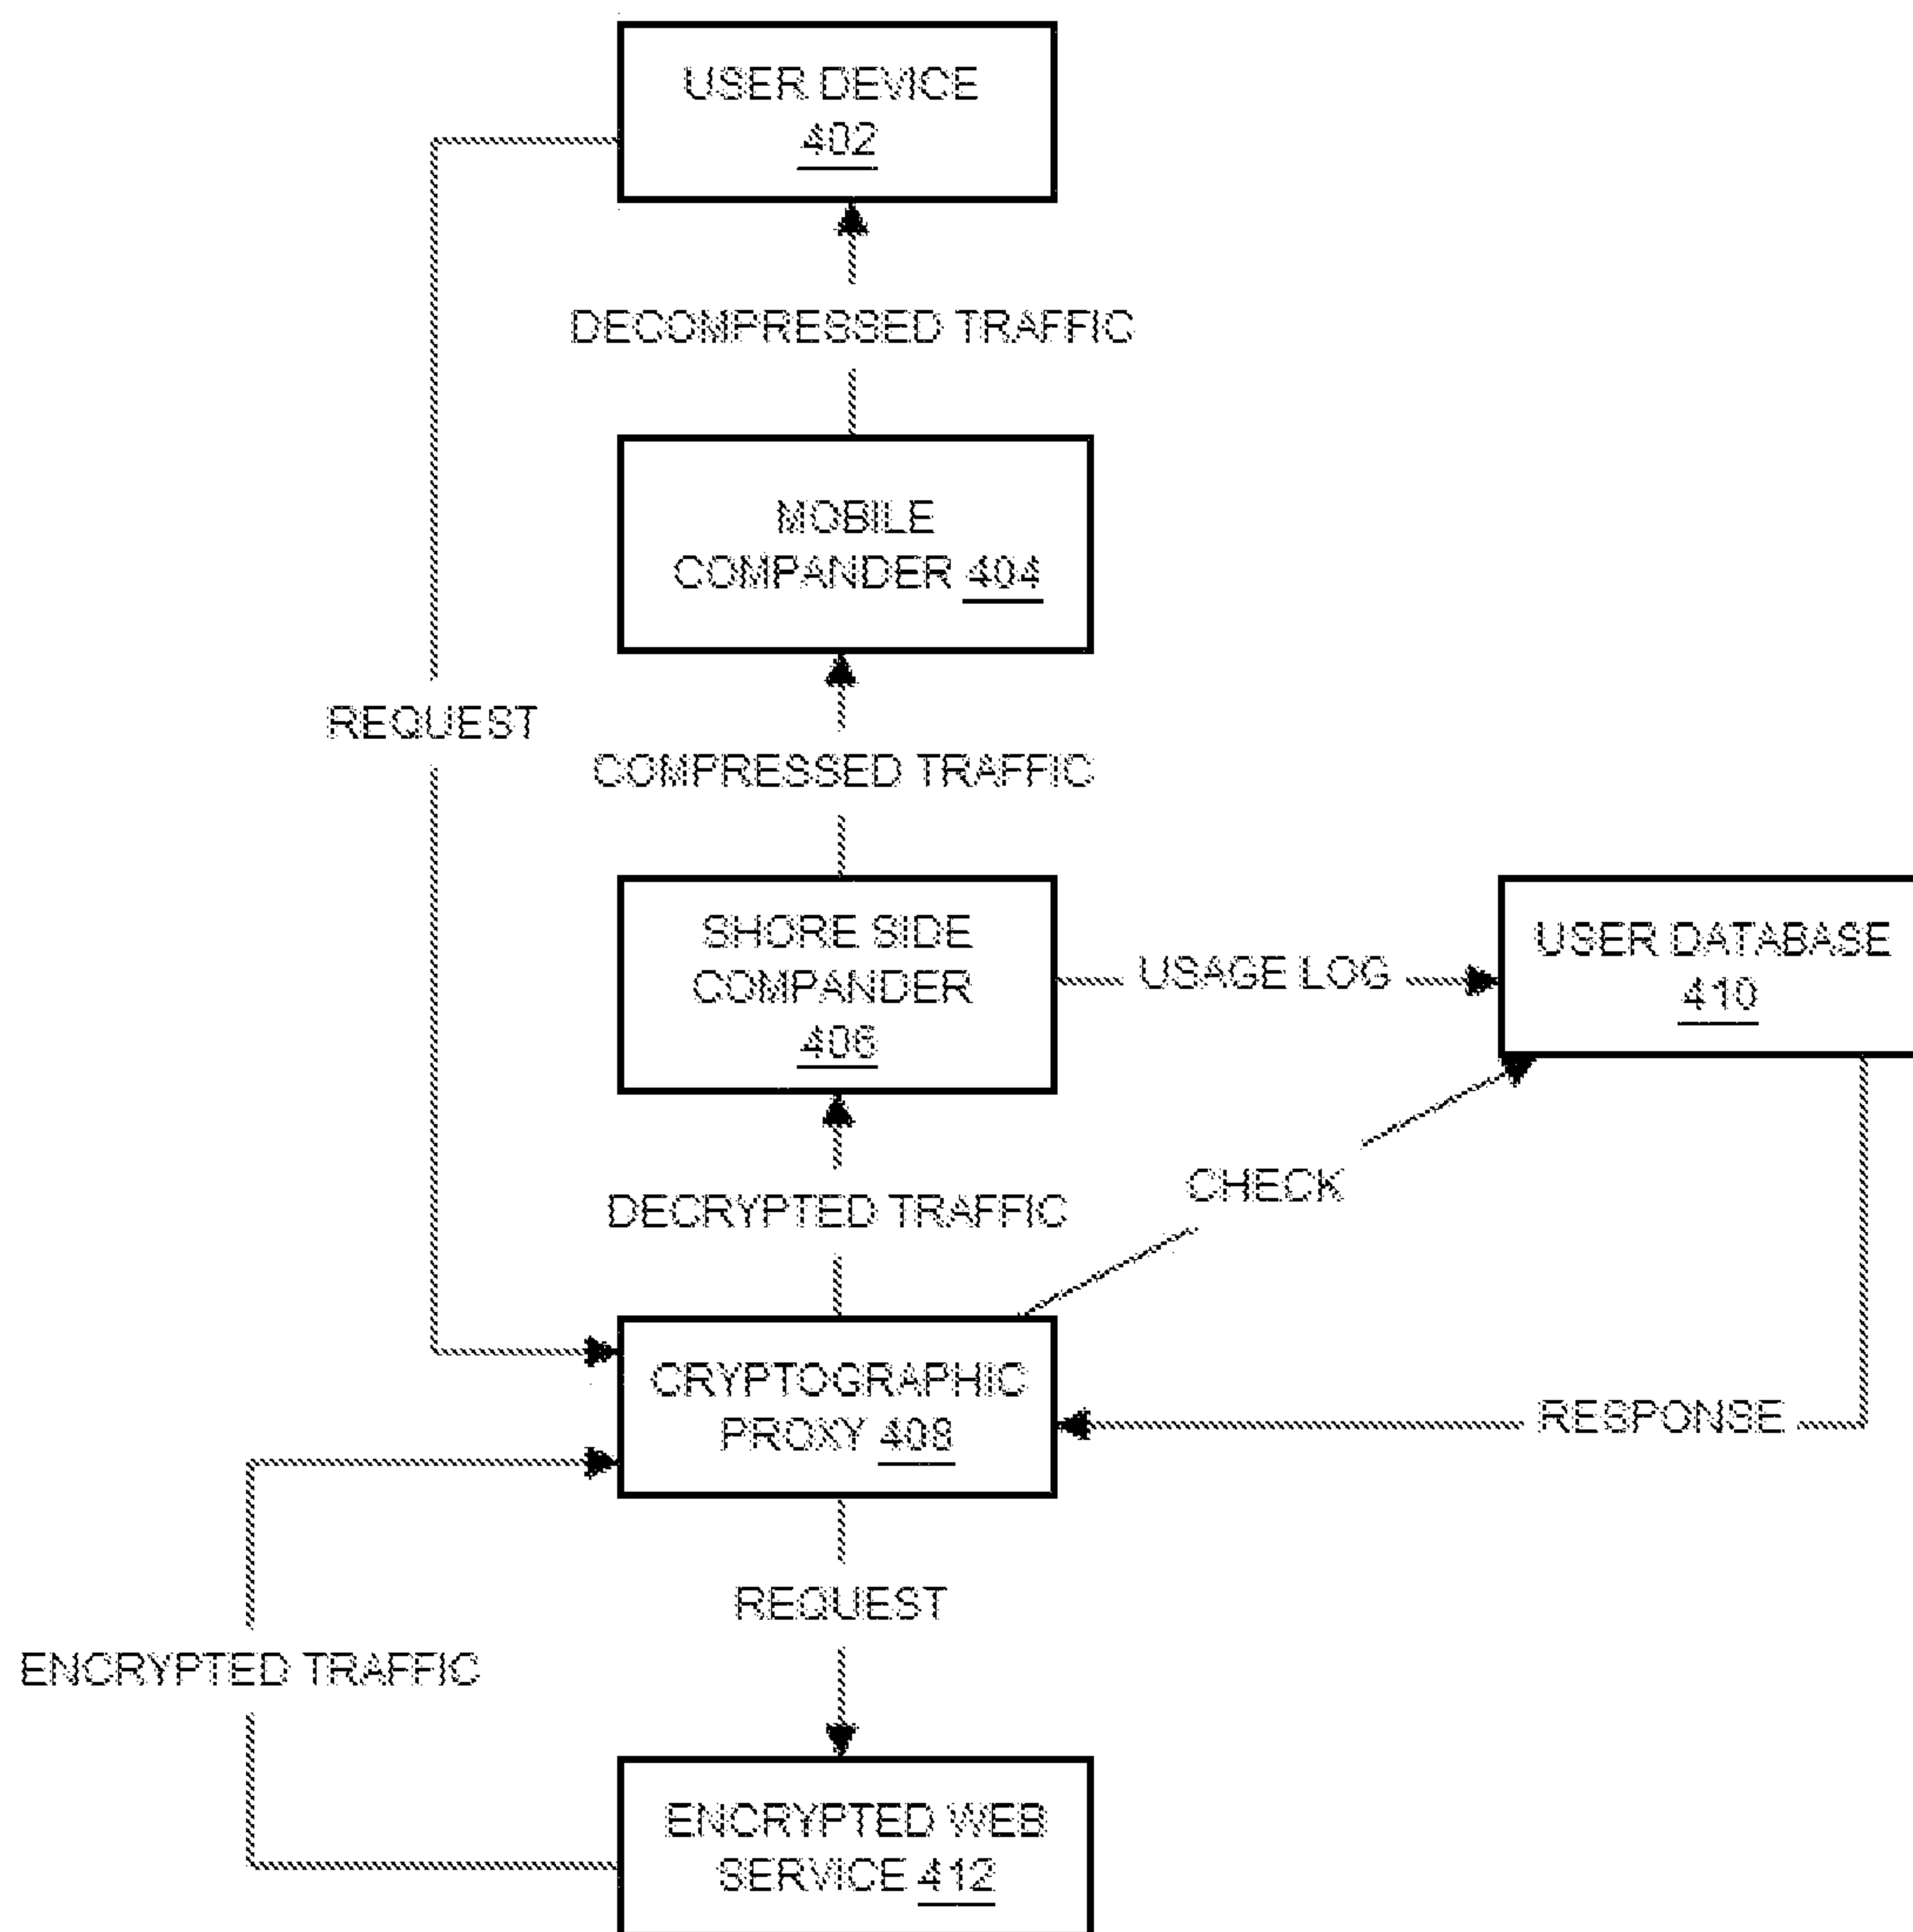 USER DEVICE
402
DECOMPRESSED TRAFFIC
MOBILE
COMPANDER 404
REQUEST
COMPRESSED TRAFFIC
SHORE SIDE
COMPANDER
406
USAGE LOG
USER DATABASE
410
CHECK
DECRYPTED TRAFFIC
CRYPTOGRAPHIC
PROXY 408
RESPONSE
REQUEST
ENCRYPTED TRAFFIC
ENCRYPTED WEB
SERVICE 412